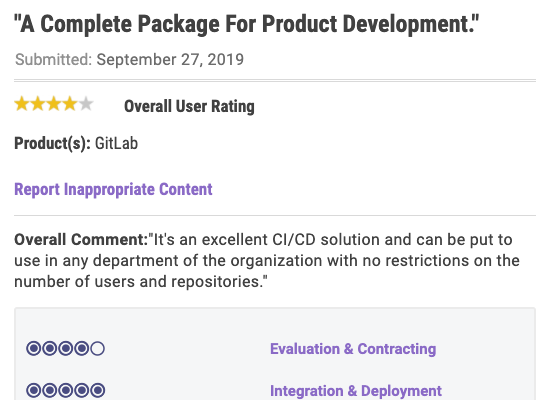 "A Complete Package For Product Development."
Submitted: September 27, 2019
Overall User Rating
Product(s): GitLab
Report Inappropriate Content
Overall Comment:"It's an excellent CI/CD solution and can be put to
use in any department of the organization with no restrictions on the
number of users and repositories."
Evaluation & Contracting
Integration & Deployment